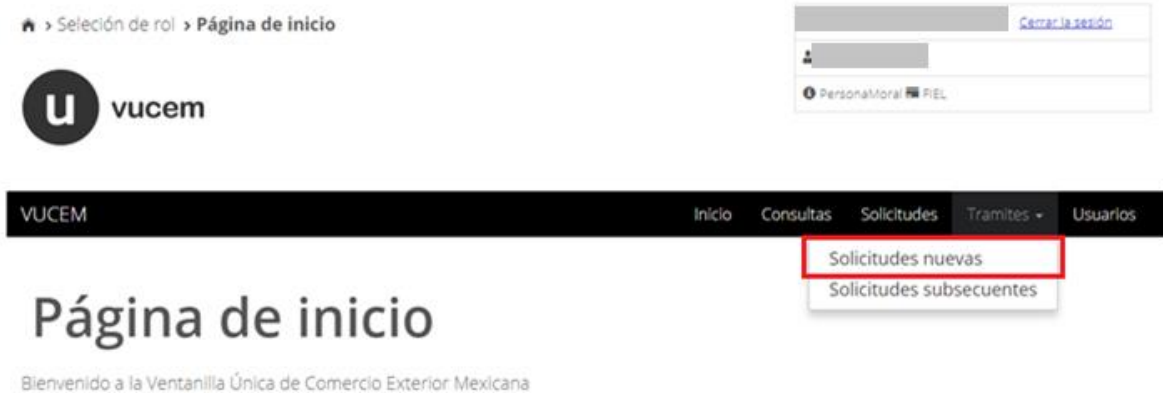 > Seleción de rol > Página de inicio
Cerrar la sesión
PersonaMoral FIEL
u vucem
VUCEM Inicio Consultas Solicitudes Tramites Usuarios
Solicitudes nuevas
Solicitudes subsecuentes
Página de inicio
Bienvenido a la Ventanilla Única de Comercio Exterior Mexicana